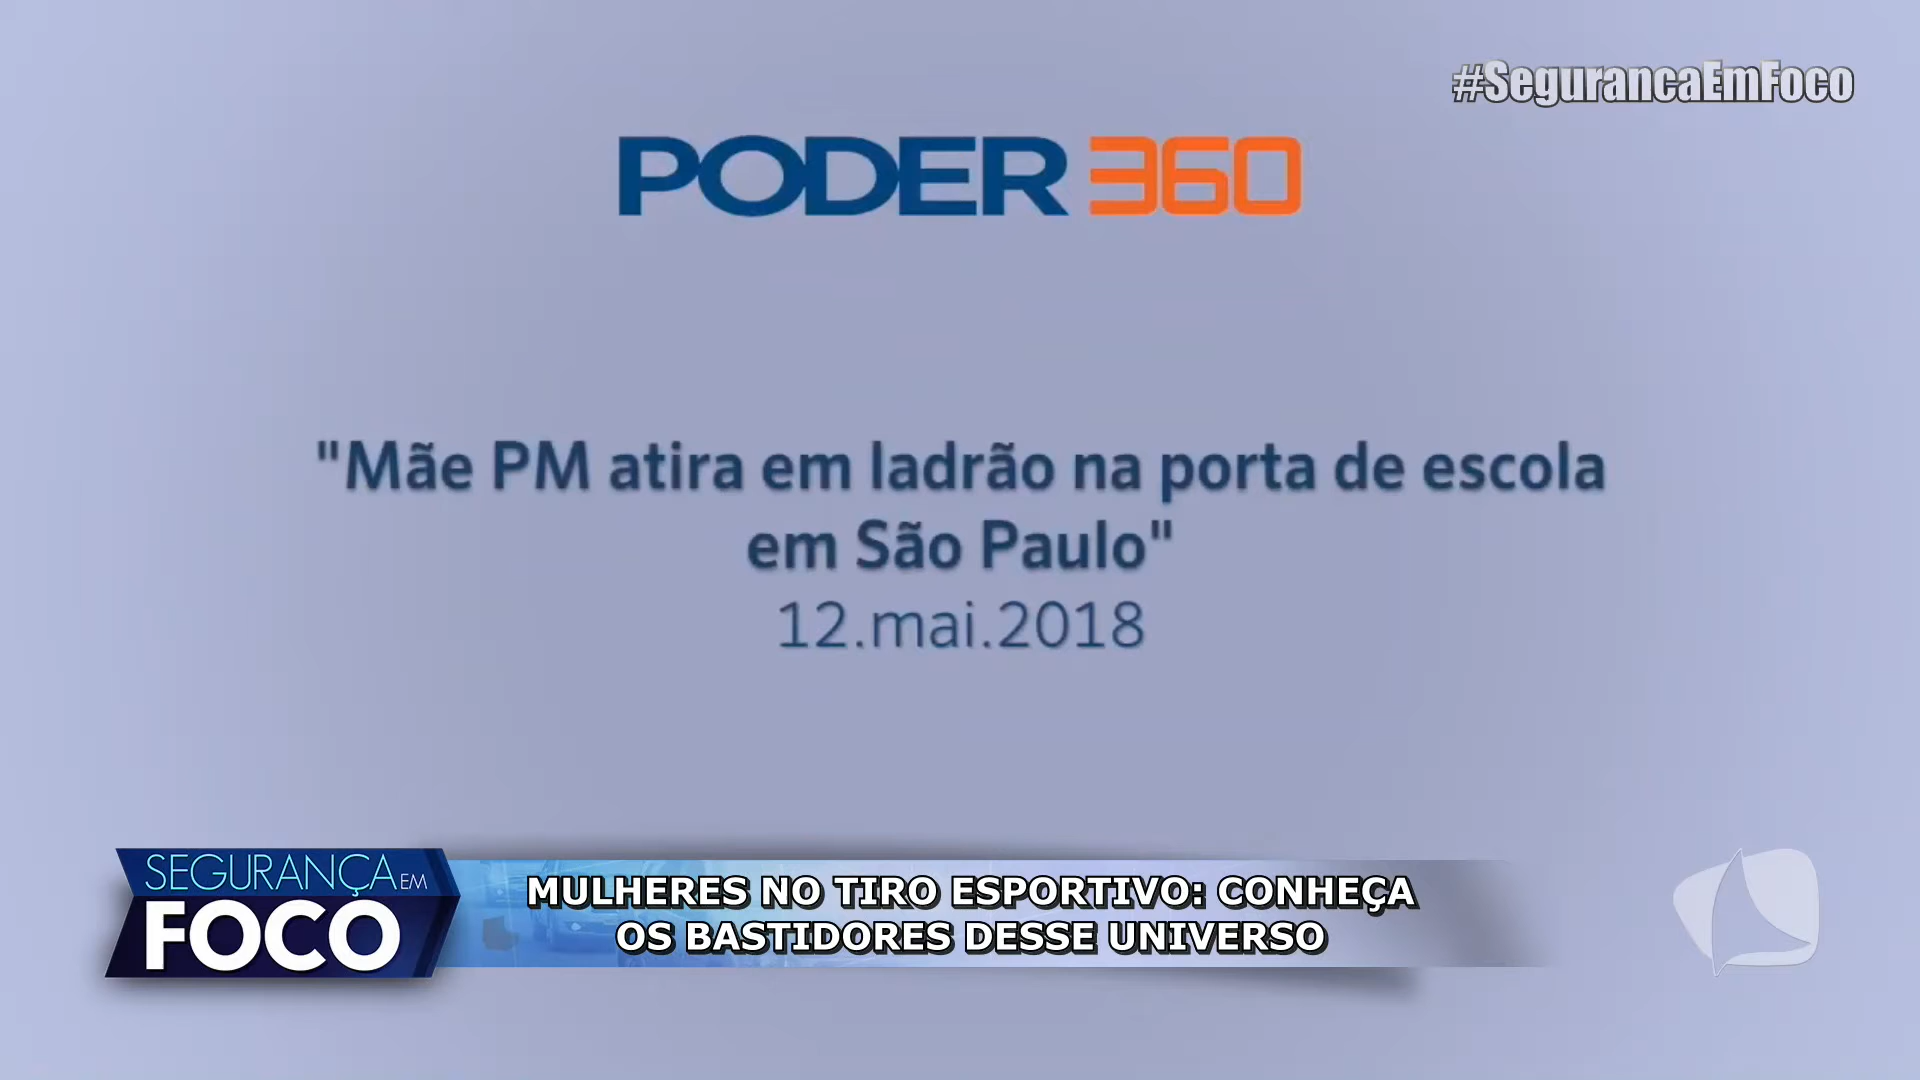 #SegurancaEmFoco
PODER 360
"Mãe PM atira em ladrão na porta de escola
em São Paulo"
12.mai.2018
SEGURANÇA EM
FOCO
MULHERES NO TIRO ESPORTIVO: CONHEÇA
OS BASTIDORES DESSE UNIVERSO